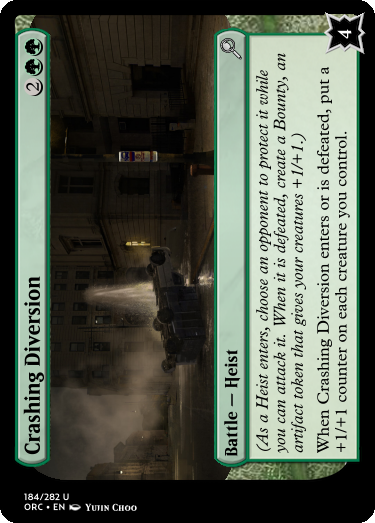 Crashing Diversion
2
Battle — Heist
(As a Heist enters, choose an opponent to protect it while
you can attack it. When it is defeated, create a Bounty, an
artifact token that gives your creatures +1/+1.)
When Crashing Diversion enters or is defeated, put a
+1/+1 counter on each creature you control.
4
184/282 U
ORC • EN Yujin Choo